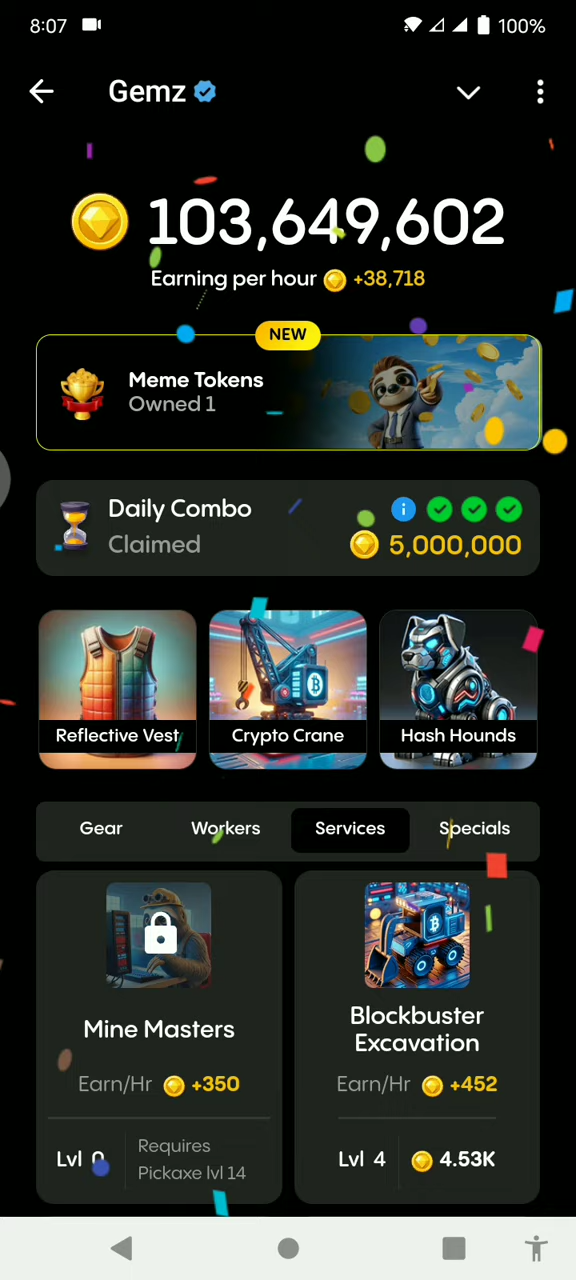 8:07
100%
Gemz
103,649,602
Earning per hour +38,718
NEW
Meme Tokens
Owned 1
Daily Combo
Claimed
5,000,000
Reflective Vest
Crypto Crane
Hash Hounds
Gear
Workers
Services
Specials
Mine Masters
Earn/Hr +350
Lvl 0
Requires
Pickaxe lvl 14
Blockbuster
Excavation
Earn/Hr +452
Lvl 4
4.53K